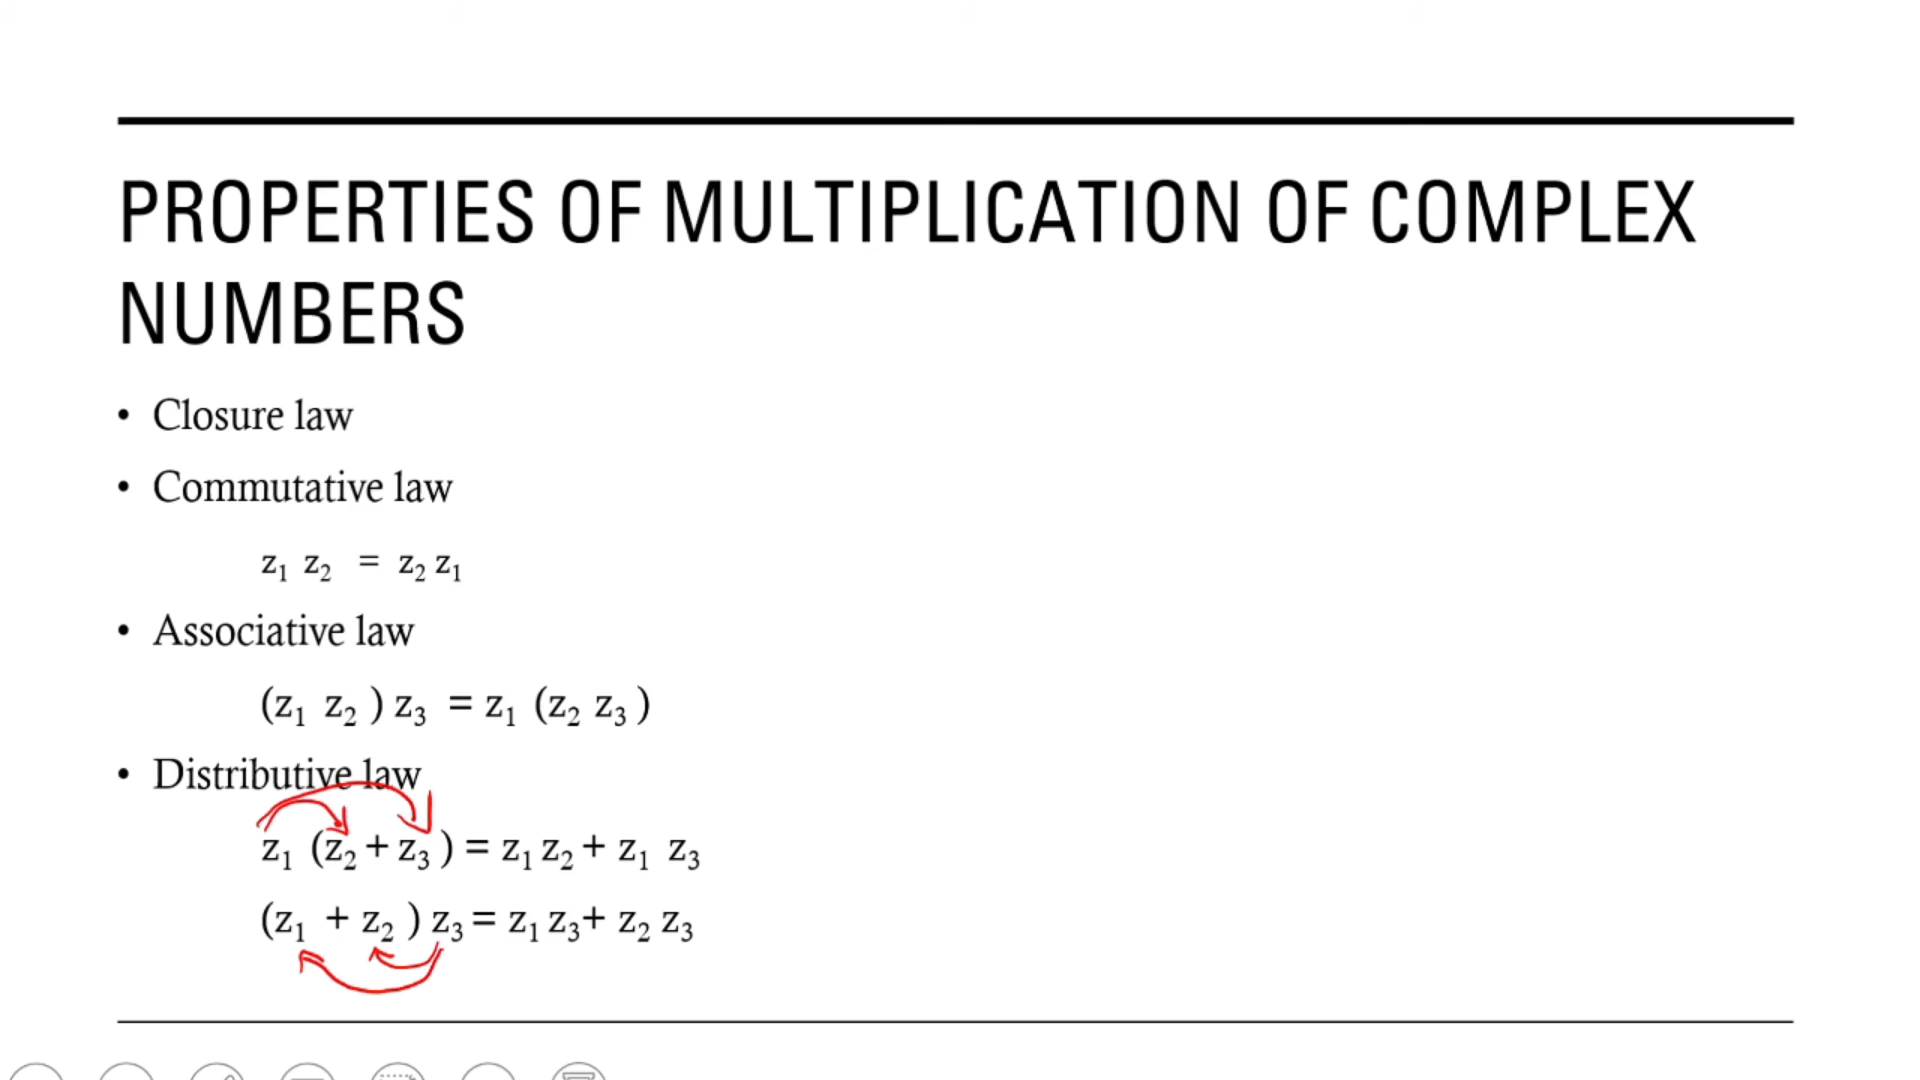 PROPERTIES OF MULTIPLICATION OF COMPLEX
NUMBERS
• Closure law
• Commutative law
z₁ z₂ = z₂ z₁
• Associative law
(z₁ z₂ ) z₃ = z₁ (z₂ z₃ )
• Distributive law
z₁ (z₂ + z₃ ) = z₁ z₂ + z₁ z₃
(z₁ + z₂ ) z₃ = z₁ z₃+ z₂ z₃